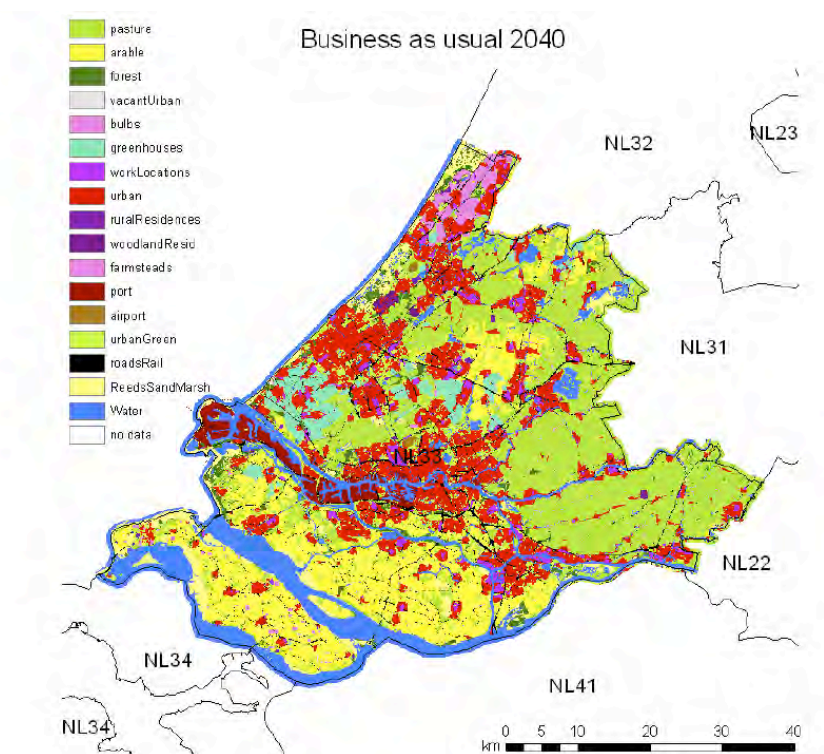 Business as usual 2040
pasture
arable
forest
vacantUrban
bulbs
greenhouses
workLocations
urban
ruralResidences
woodlandResid
farmsteads
port
airport
urbanGreen
roadsRail
ReedsSandMarsh
Water
no data
NL23
NL32
NL31
NL33
NL22
NL34
NL41
NL34
km 0 5 10 20 30 40